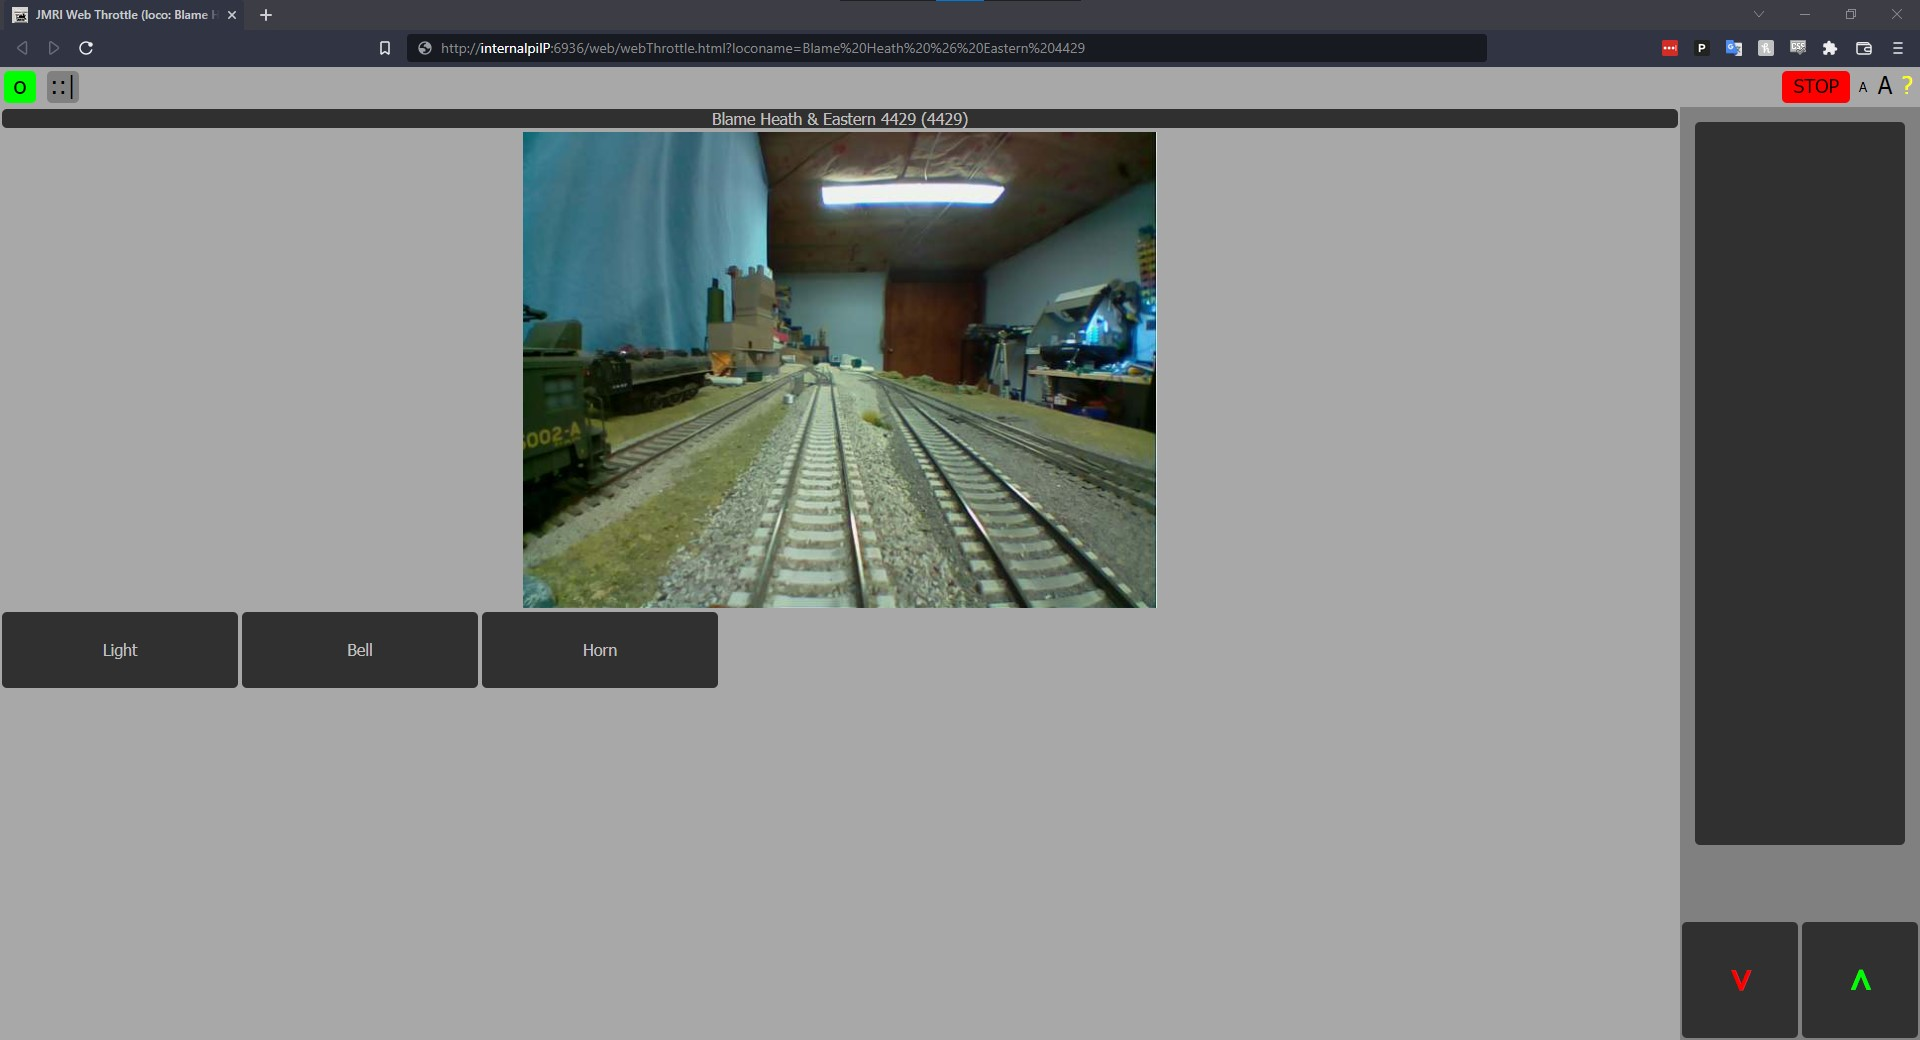 JMRI Web Throttle (loco: Blame H
http://internalpiIP:6936/web/webThrottle.html?loconame=Blame%20Heath%20%26%20Eastern%204429
O
::|
STOP A A ?
Blame Heath & Eastern 4429 (4429)
002-A
Light Bell Horn
V Λ